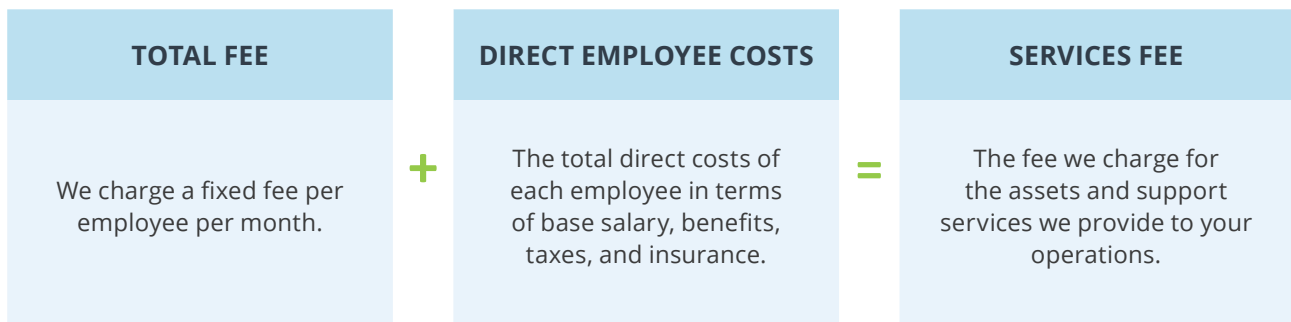 TOTAL FEE
We charge a fixed fee per
employee per month.
+
DIRECT EMPLOYEE COSTS
The total direct costs of
each employee in terms
of base salary, benefits,
taxes, and insurance.
=
SERVICES FEE
The fee we charge for
the assets and support
services we provide to your
operations.